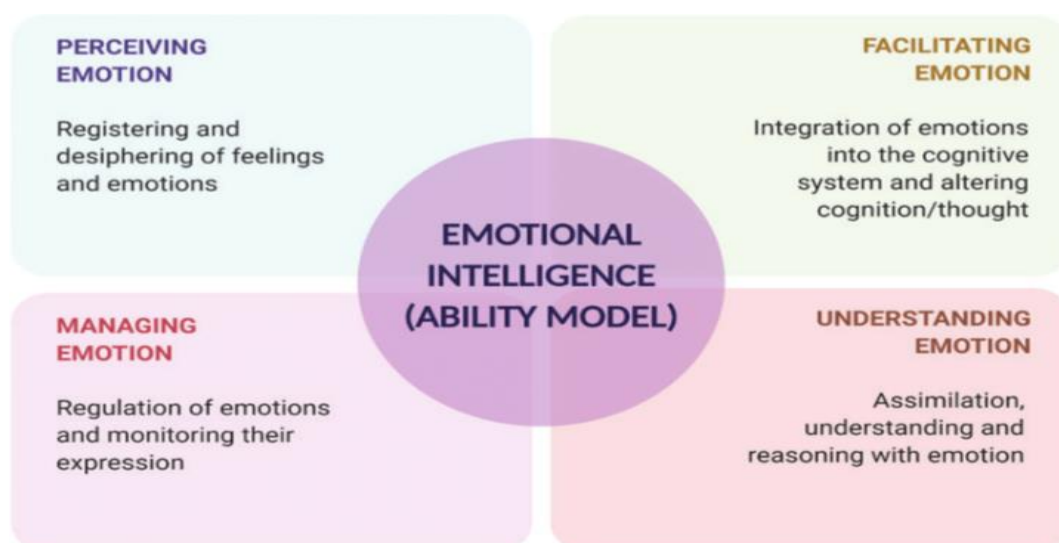 PERCEIVING
EMOTION
Registering and
desiphering of feelings
and emotions
FACILITATING
EMOTION
Integration of emotions
into the cognitive
system and altering
cognition/thought
EMOTIONAL
INTELLIGENCE
(ABILITY MODEL)
MANAGING
EMOTION
Regulation of emotions
and monitoring their
expression
UNDERSTANDING
EMOTION
Assimilation,
understanding and
reasoning with emotion